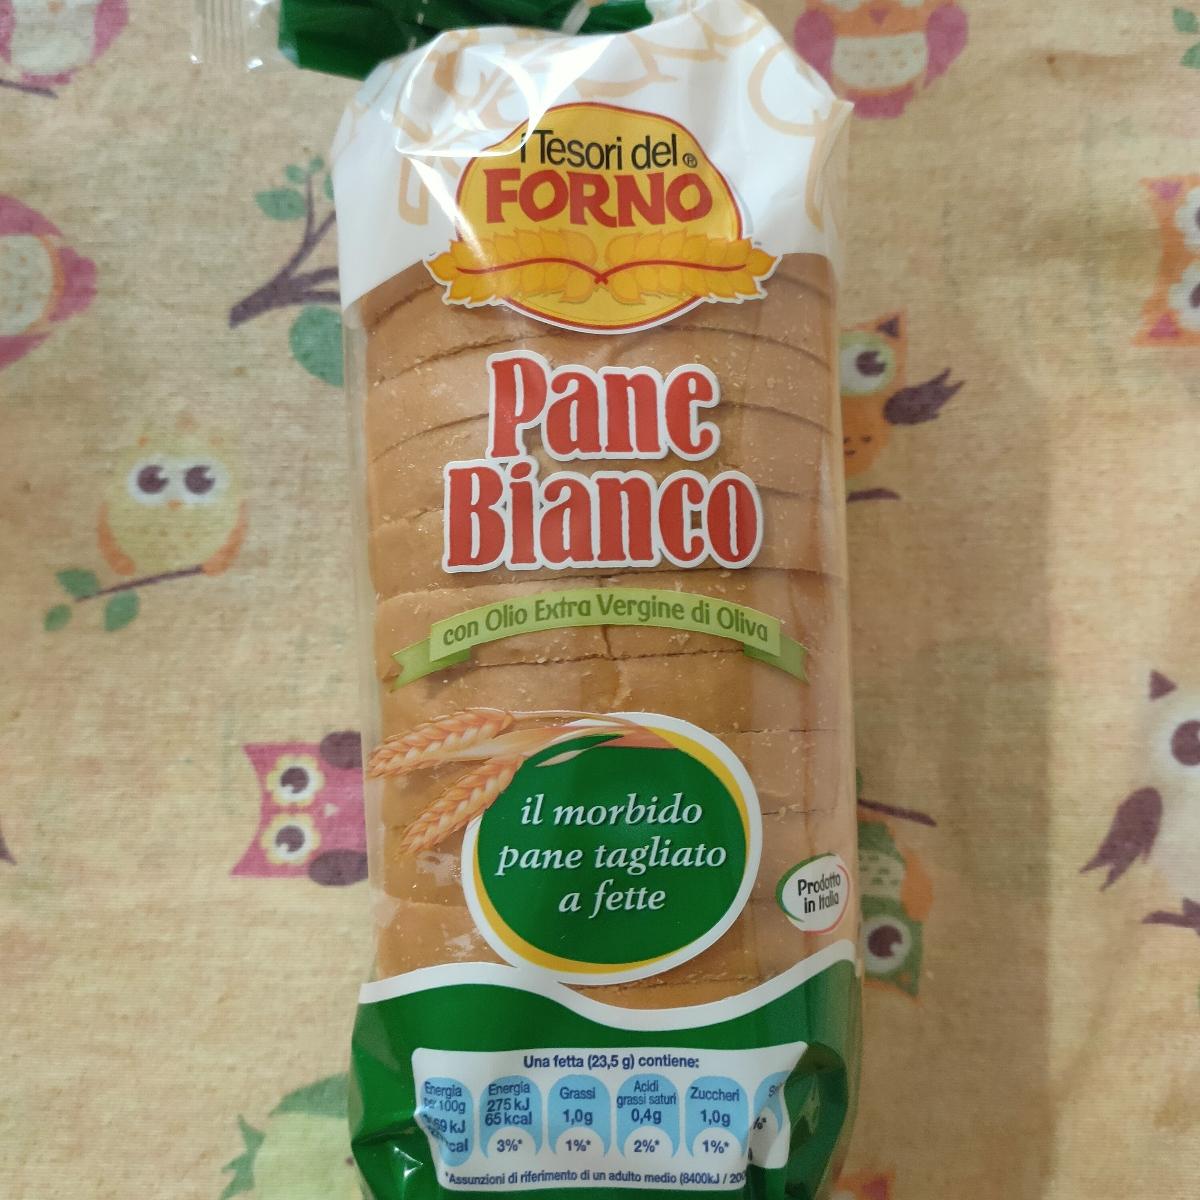 i Tesori del ®
FORNO
Pane
Bianco
con Olio Extra Vergine di Oliva
il morbido
pane tagliato
a fette
Prodotto
in Italia
Una fetta (23,5 g) contiene:
Energia
100g
kJ
kcal
Energia
275 kJ
65 kcal
3%*
Grassi
1,0g
1%*
Acidi
grassi saturi
0,4g
2%*
Zuccheri
1,0g
1%*
*Assunzioni di riferimento di un adulto medio (8400kJ /